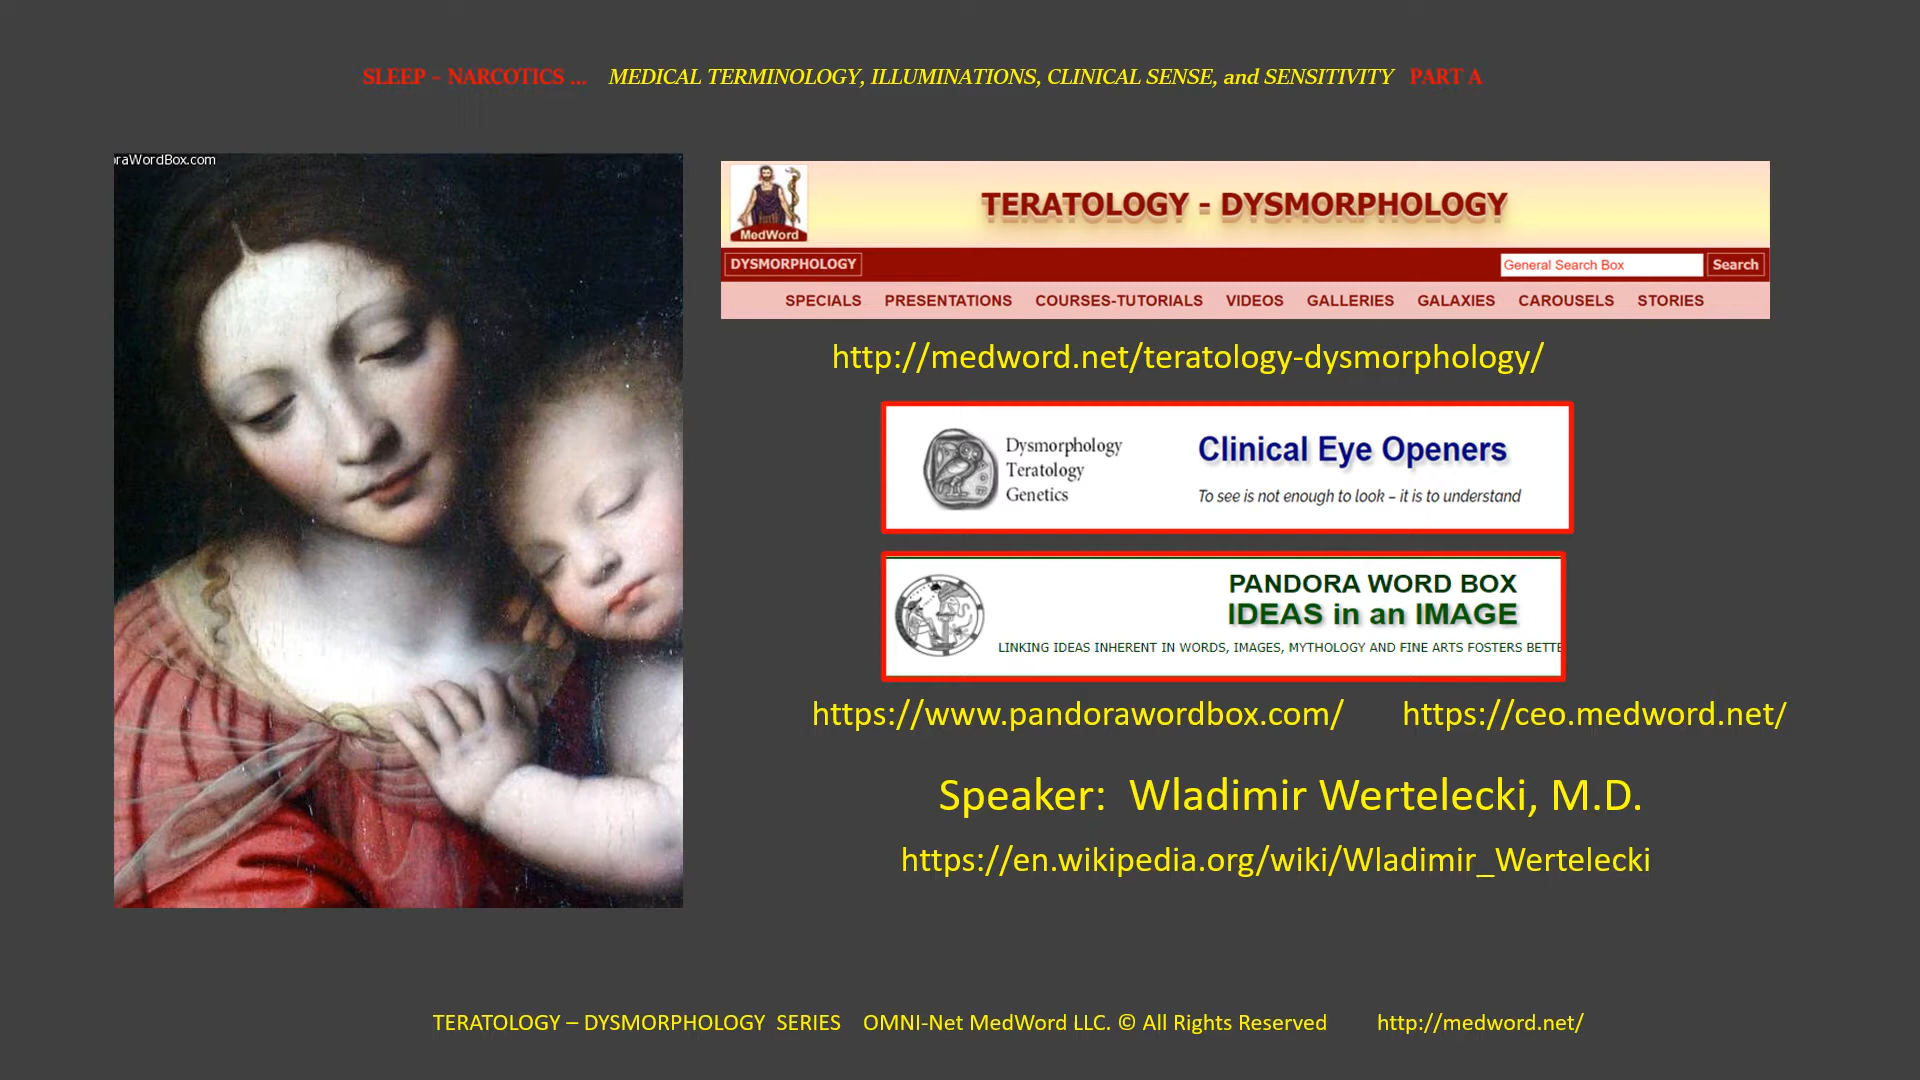 SLEEP – NARCOTICS ... MEDICAL TERMINOLOGY, ILLUMINATIONS, CLINICAL SENSE, and SENSITIVITY PART A
raWordBox.com
MedWord
TERATOLOGY - DYSMORPHOLOGY
DYSMORPHOLOGY General Search Box Search
SPECIALS PRESENTATIONS COURSES-TUTORIALS VIDEOS GALLERIES GALAXIES CAROUSELS STORIES
http://medword.net/teratology-dysmorphology/
Dysmorphology
Teratology
Genetics
Clinical Eye Openers
To see is not enough to look – it is to understand
PANDORA WORD BOX
IDEAS in an IMAGE
LINKING IDEAS INHERENT IN WORDS, IMAGES, MYTHOLOGY AND FINE ARTS FOSTERS BETTE
https://www.pandorawordbox.com/ https://ceo.medword.net/
Speaker: Wladimir Wertelecki, M.D.
https://en.wikipedia.org/wiki/Wladimir_Wertelecki
TERATOLOGY – DYSMORPHOLOGY SERIES OMNI-Net MedWord LLC. © All Rights Reserved http://medword.net/